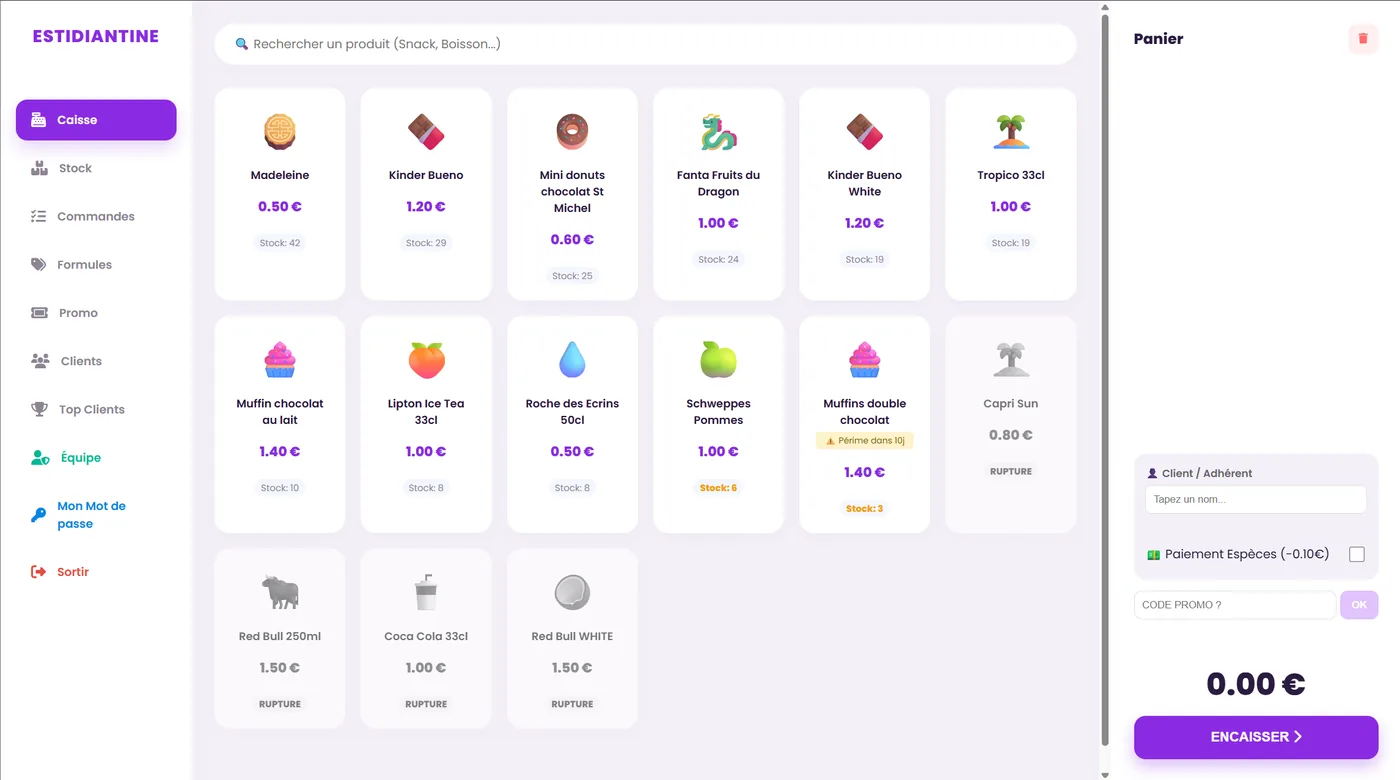 ESTIDIANTINE
Caisse
Stock
Commandes
Formules
Promo
Clients
Top Clients
Équipe
Mon Mot de
passe
Sortir
🔍 Rechercher un produit (Snack, Boisson...)
Madeleine
0.50 €
Stock: 42
Kinder Bueno
1.20 €
Stock: 29
Mini donuts
chocolat St
Michel
0.60 €
Stock: 25
Fanta Fruits du
Dragon
1.00 €
Stock: 24
Kinder Bueno
White
1.20 €
Stock: 19
Tropico 33cl
1.00 €
Stock: 19
Muffin chocolat
au lait
1.40 €
Stock: 10
Lipton Ice Tea
33cl
1.00 €
Stock: 8
Roche des Ecrins
50cl
0.50 €
Stock: 8
Schweppes
Pommes
1.00 €
Stock: 6
Muffins double
chocolat
⚠️ Périme dans 10j
1.40 €
Stock: 3
Capri Sun
0.80 €
RUPTURE
Red Bull 250ml
1.50 €
RUPTURE
Coca Cola 33cl
1.00 €
RUPTURE
Red Bull WHITE
1.50 €
RUPTURE
Panier
👤 Client / Adhérent
Tapez un nom...
💵 Paiement Espèces (-0.10€)
CODE PROMO ?
OK
0.00 €
ENCAISSER